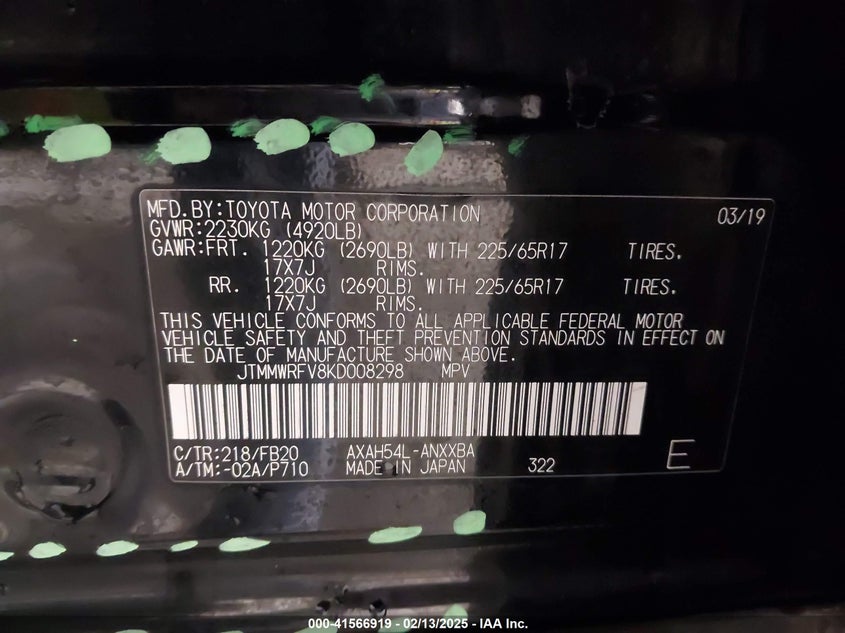 MFD.BY:TOYOTA MOTOR CORPORATION 03/19
GVWR:2230KG (4920LB)
GAWR:FRT. 1220KG (2690LB) WITH 225/65R17 TIRES.
17X7J RIMS.
RR. 1220KG (2690LB) WITH 225/65R17 TIRES.
17X7J RIMS.
THIS VEHICLE CONFORMS TO ALL APPLICABLE FEDERAL MOTOR
VEHICLE SAFETY AND THEFT PREVENTION STANDARDS IN EFFECT ON
THE DATE OF MANUFACTURE SHOWN ABOVE.
JTMMWRFV8KD008298 MPV
C/TR:218/FB20 AXAH54L-ANXXBA
A/TM:-02A/P710 MADE IN JAPAN 322 E
000-41566919 - 02/13/2025 - IAA Inc.